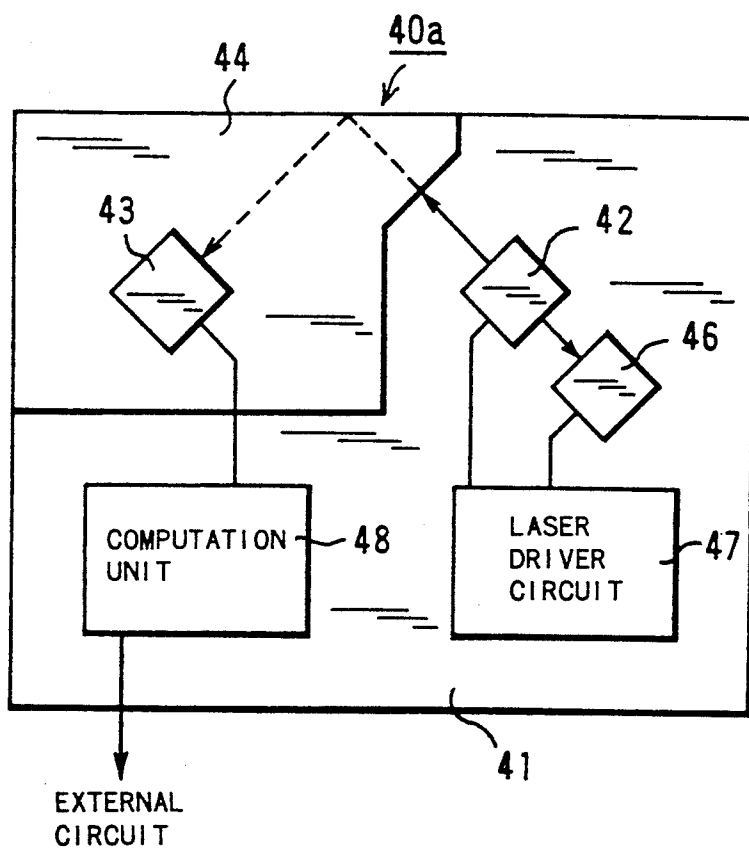 40a
44
43
42
46
COMPUTATION
UNIT
48
LASER
DRIVER
CIRCUIT
47
41
EXTERNAL
CIRCUIT